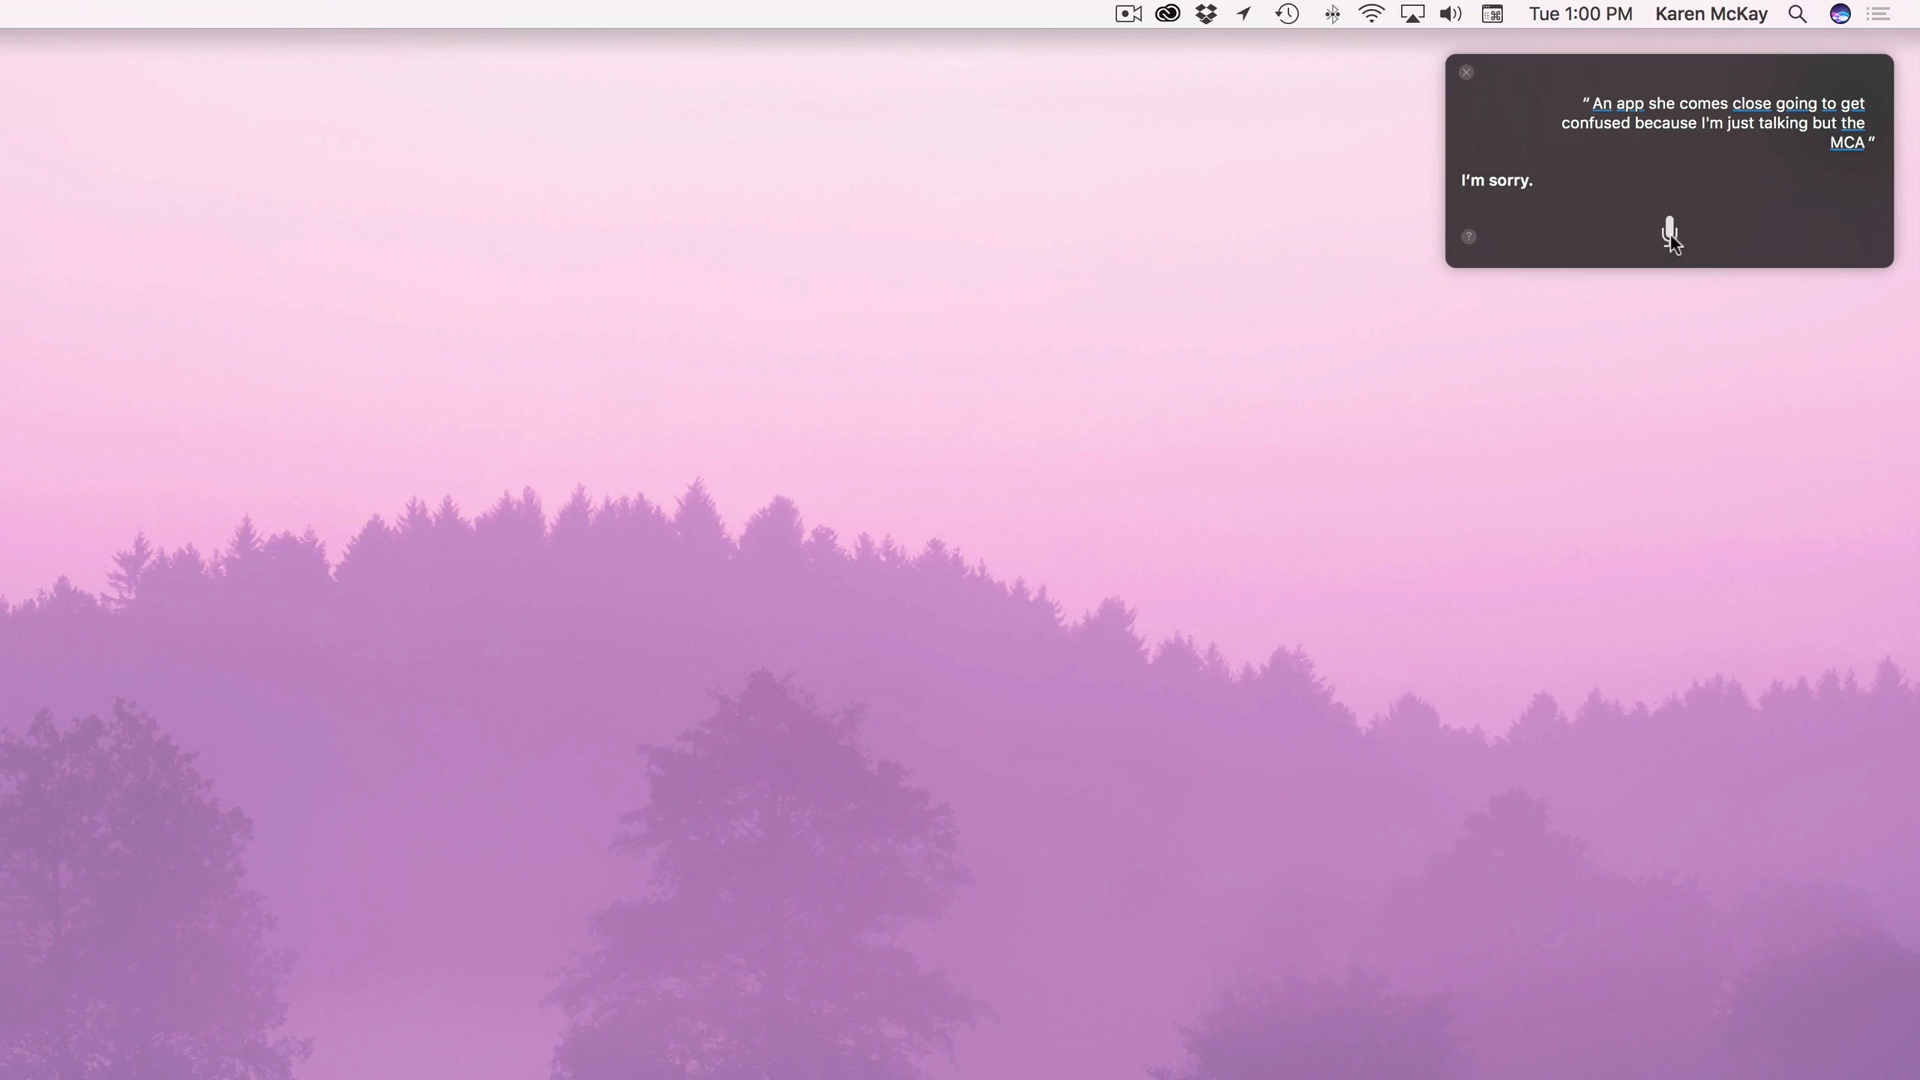 Tue 1:00 PM Karen McKay
“An app she comes close going to get
confused because I'm just talking but the
MCA”
I'm sorry.
?